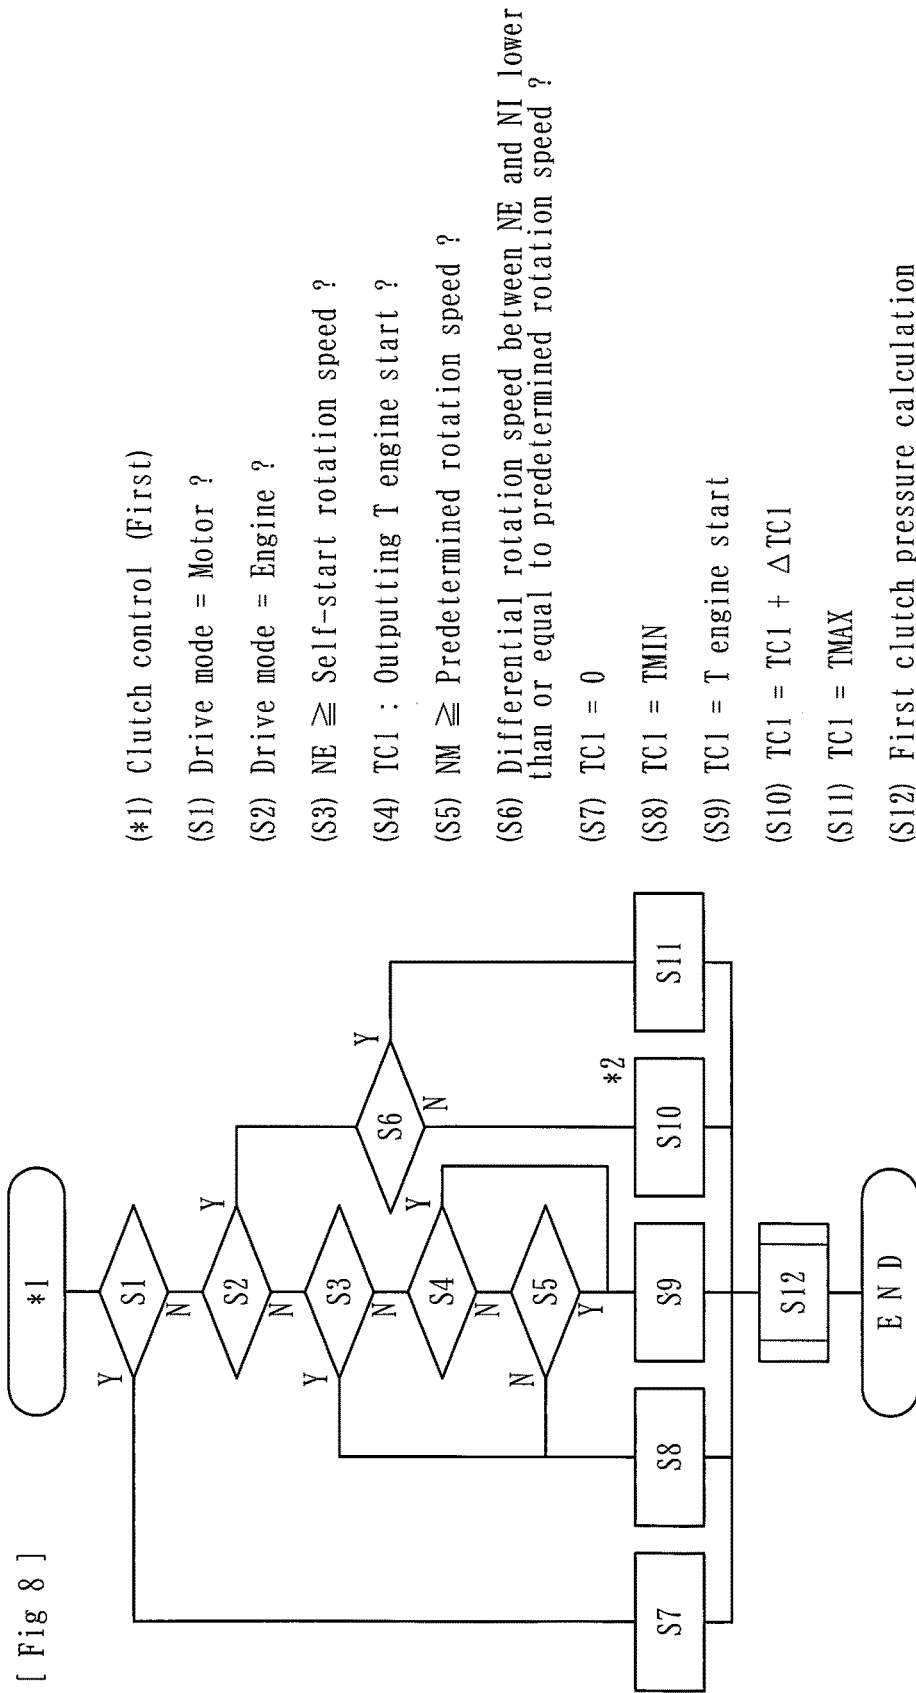 [ Fig 8 ]
*1
S1
Y
N
S2
Y
N
S3
Y
N
S4
Y
N
S5
N
Y
S6
Y
N
*2
S7
S8
S9
S10
S11
S12
E N D
(*1) Clutch control (First)
(S1) Drive mode = Motor ?
(S2) Drive mode = Engine ?
(S3) NE ≧ Self-start rotation speed ?
(S4) TC1 : Outputting T engine start ?
(S5) NM ≧ Predetermined rotation speed ?
(S6) Differential rotation speed between NE and NI lower
than or equal to predetermined rotation speed ?
(S7) TC1 = 0
(S8) TC1 = TMIN
(S9) TC1 = T engine start
(S10) TC1 = TC1 + △TC1
(S11) TC1 = TMAX
(S12) First clutch pressure calculation